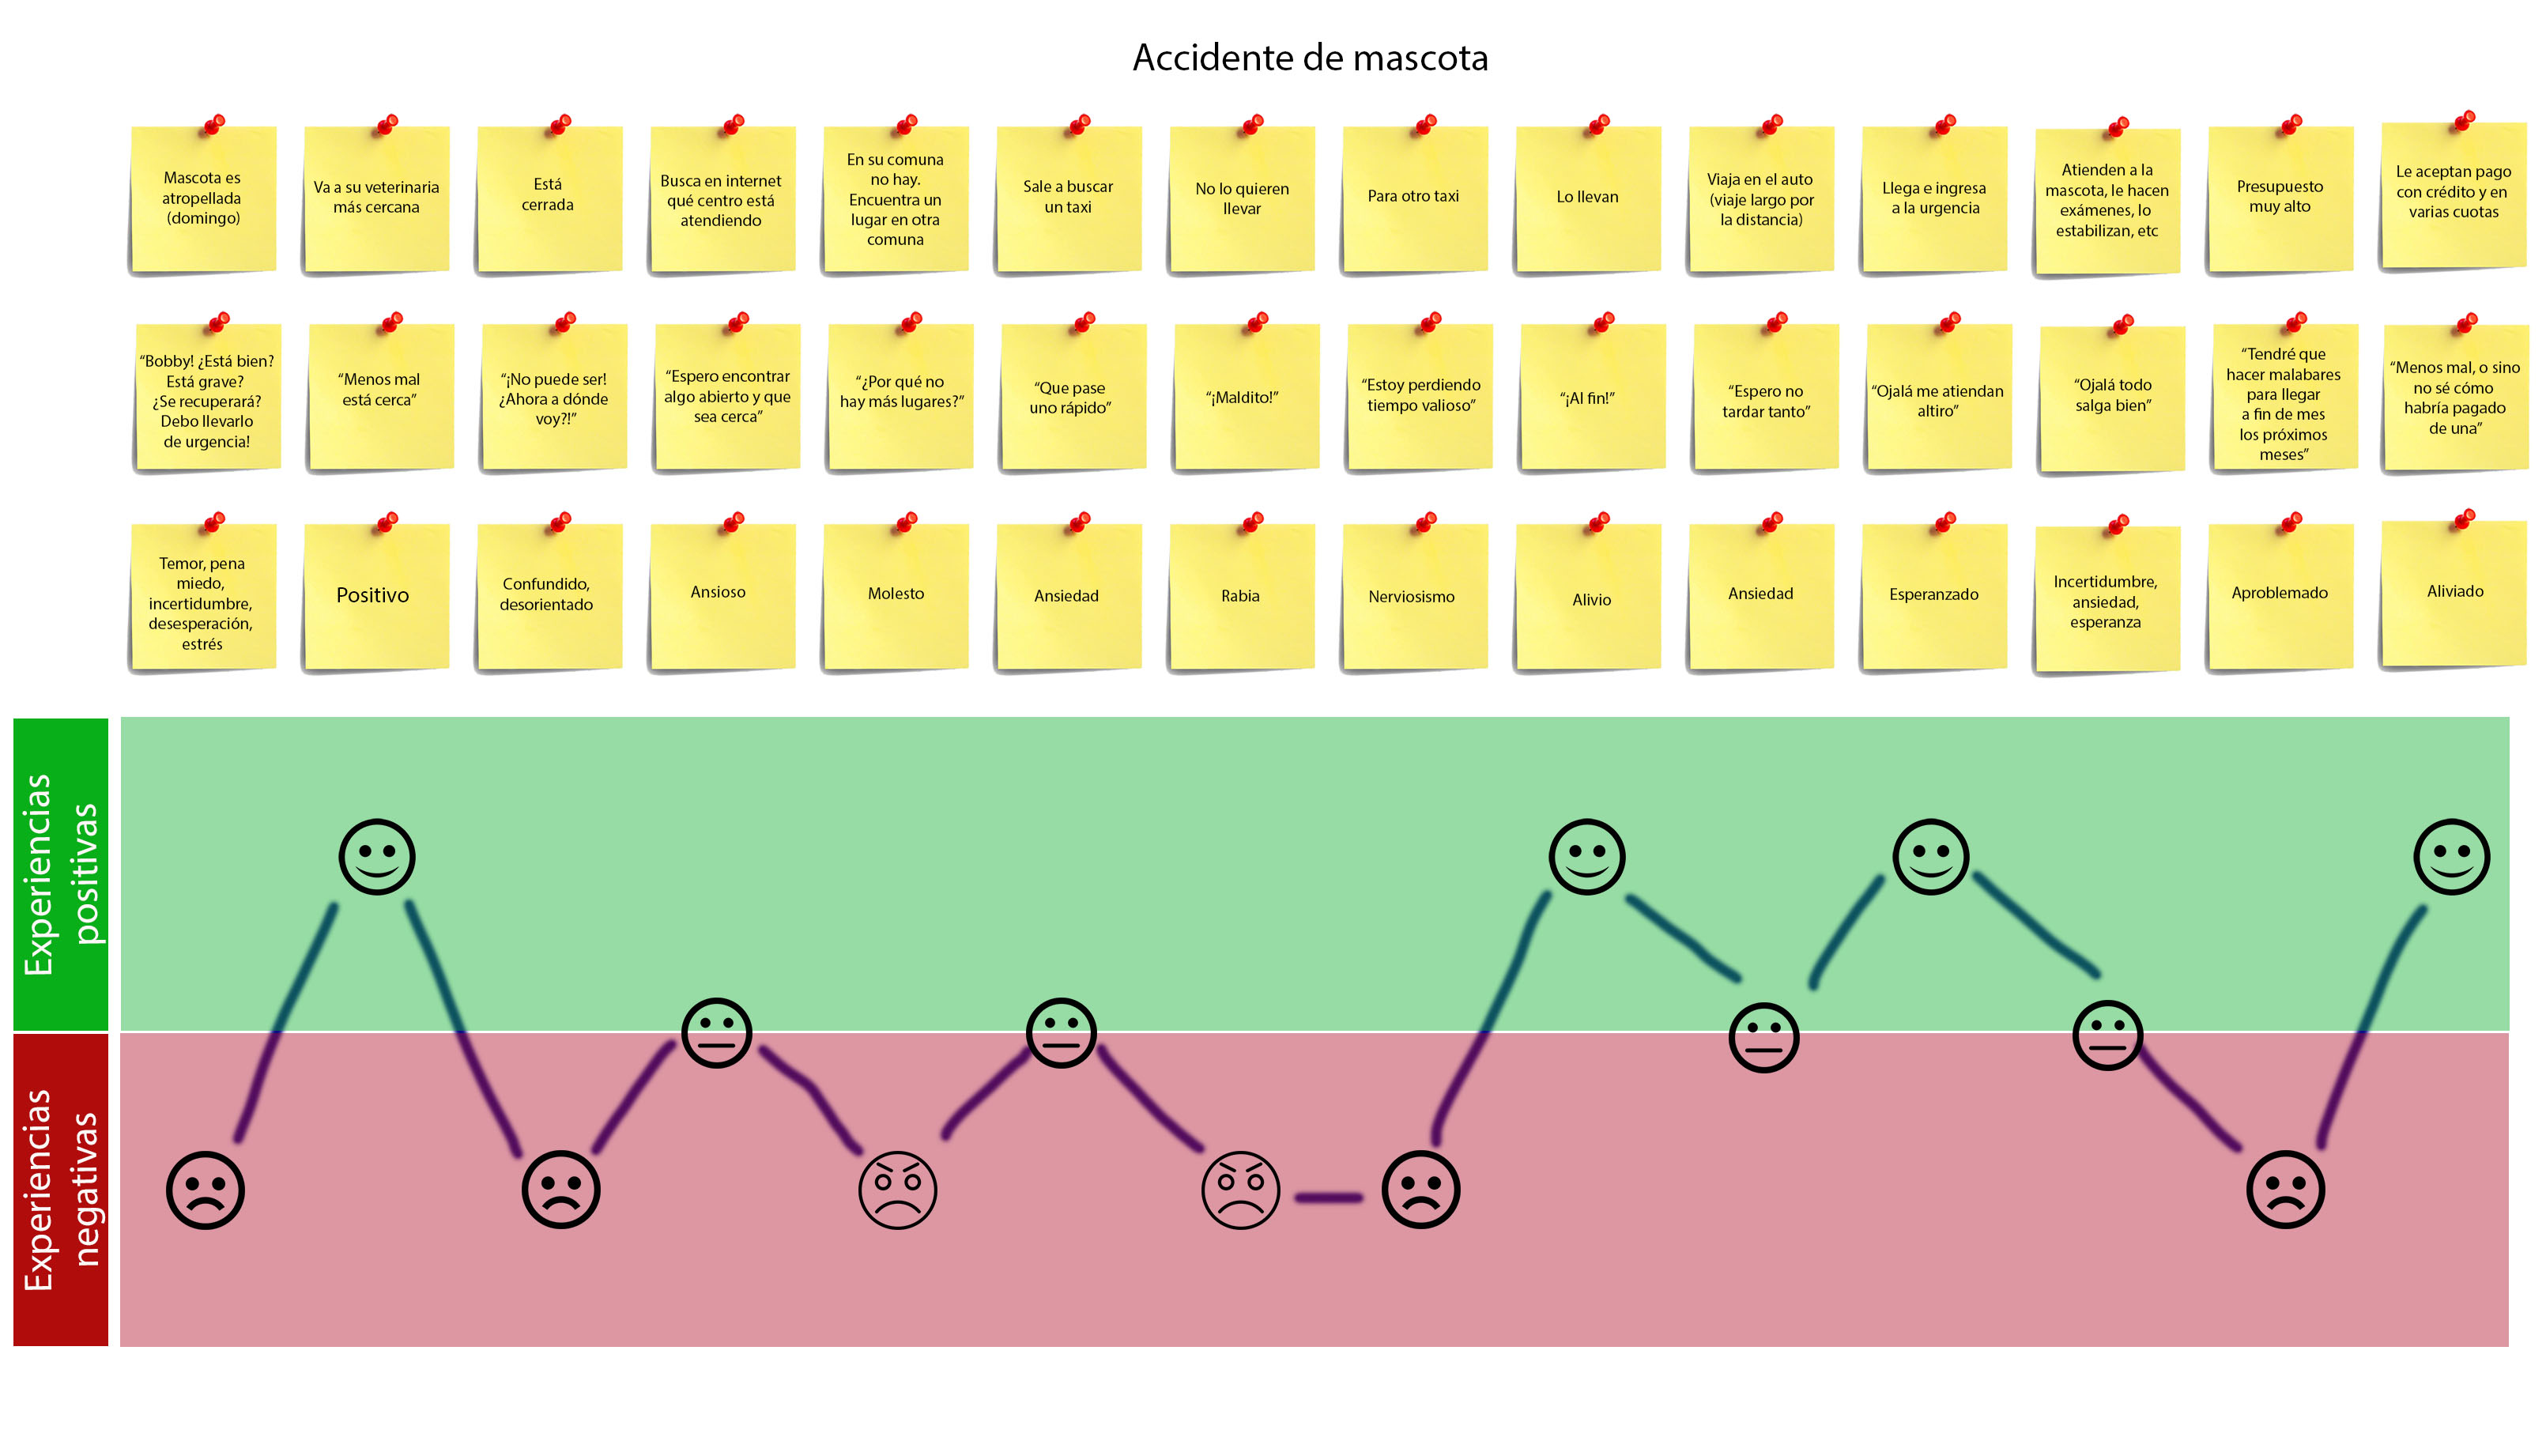 Accidente de mascota
Mascota es
atropellada
(domingo)
Va a su veterinaria
más cercana
Está
cerrada
Busca en internet
qué centro está
atendiendo
En su comuna
no hay.
Encuentra un
lugar en otra
comuna
Sale a buscar
un taxi
No lo quieren
llevar
Para otro taxi
Lo llevan
Viaja en el auto
(viaje largo por
la distancia)
Llega e ingresa
a la urgencia
Atienden a la
mascota, le hacen
exámenes, lo
estabilizan, etc
Presupuesto
muy alto
Le aceptan pago
con crédito y en
varias cuotas
“Bobby! ¿Está bien?
Está grave?
¿Se recuperará?
Debo llevarlo
de urgencia!
“Menos mal
está cerca”
“¡No puede ser!
¿Ahora a dónde
voy?!”
“Espero encontrar
algo abierto y que
sea cerca”
“¿Por qué no
hay más lugares?”
“Que pase
uno rápido”
“¡Maldito!”
“Estoy perdiendo
tiempo valioso”
“¡Al fin!”
“Espero no
tardar tanto”
“Ojalá me atiendan
altiro”
“Ojalá todo
salga bien”
“Tendré que
hacer malabares
para llegar
a fin de mes
los próximos
meses”
“Menos mal, o sino
no sé cómo
habría pagado
de una”
Temor, pena
miedo,
incertidumbre,
desesperación,
estrés
Positivo
Confundido,
desorientado
Ansioso
Molesto
Ansiedad
Rabia
Nerviosismo
Alivio
Ansiedad
Esperanzado
Incertidumbre,
ansiedad,
esperanza
Aproblemado
Aliviado
Experiencias
positivas
Experiencias
negativas